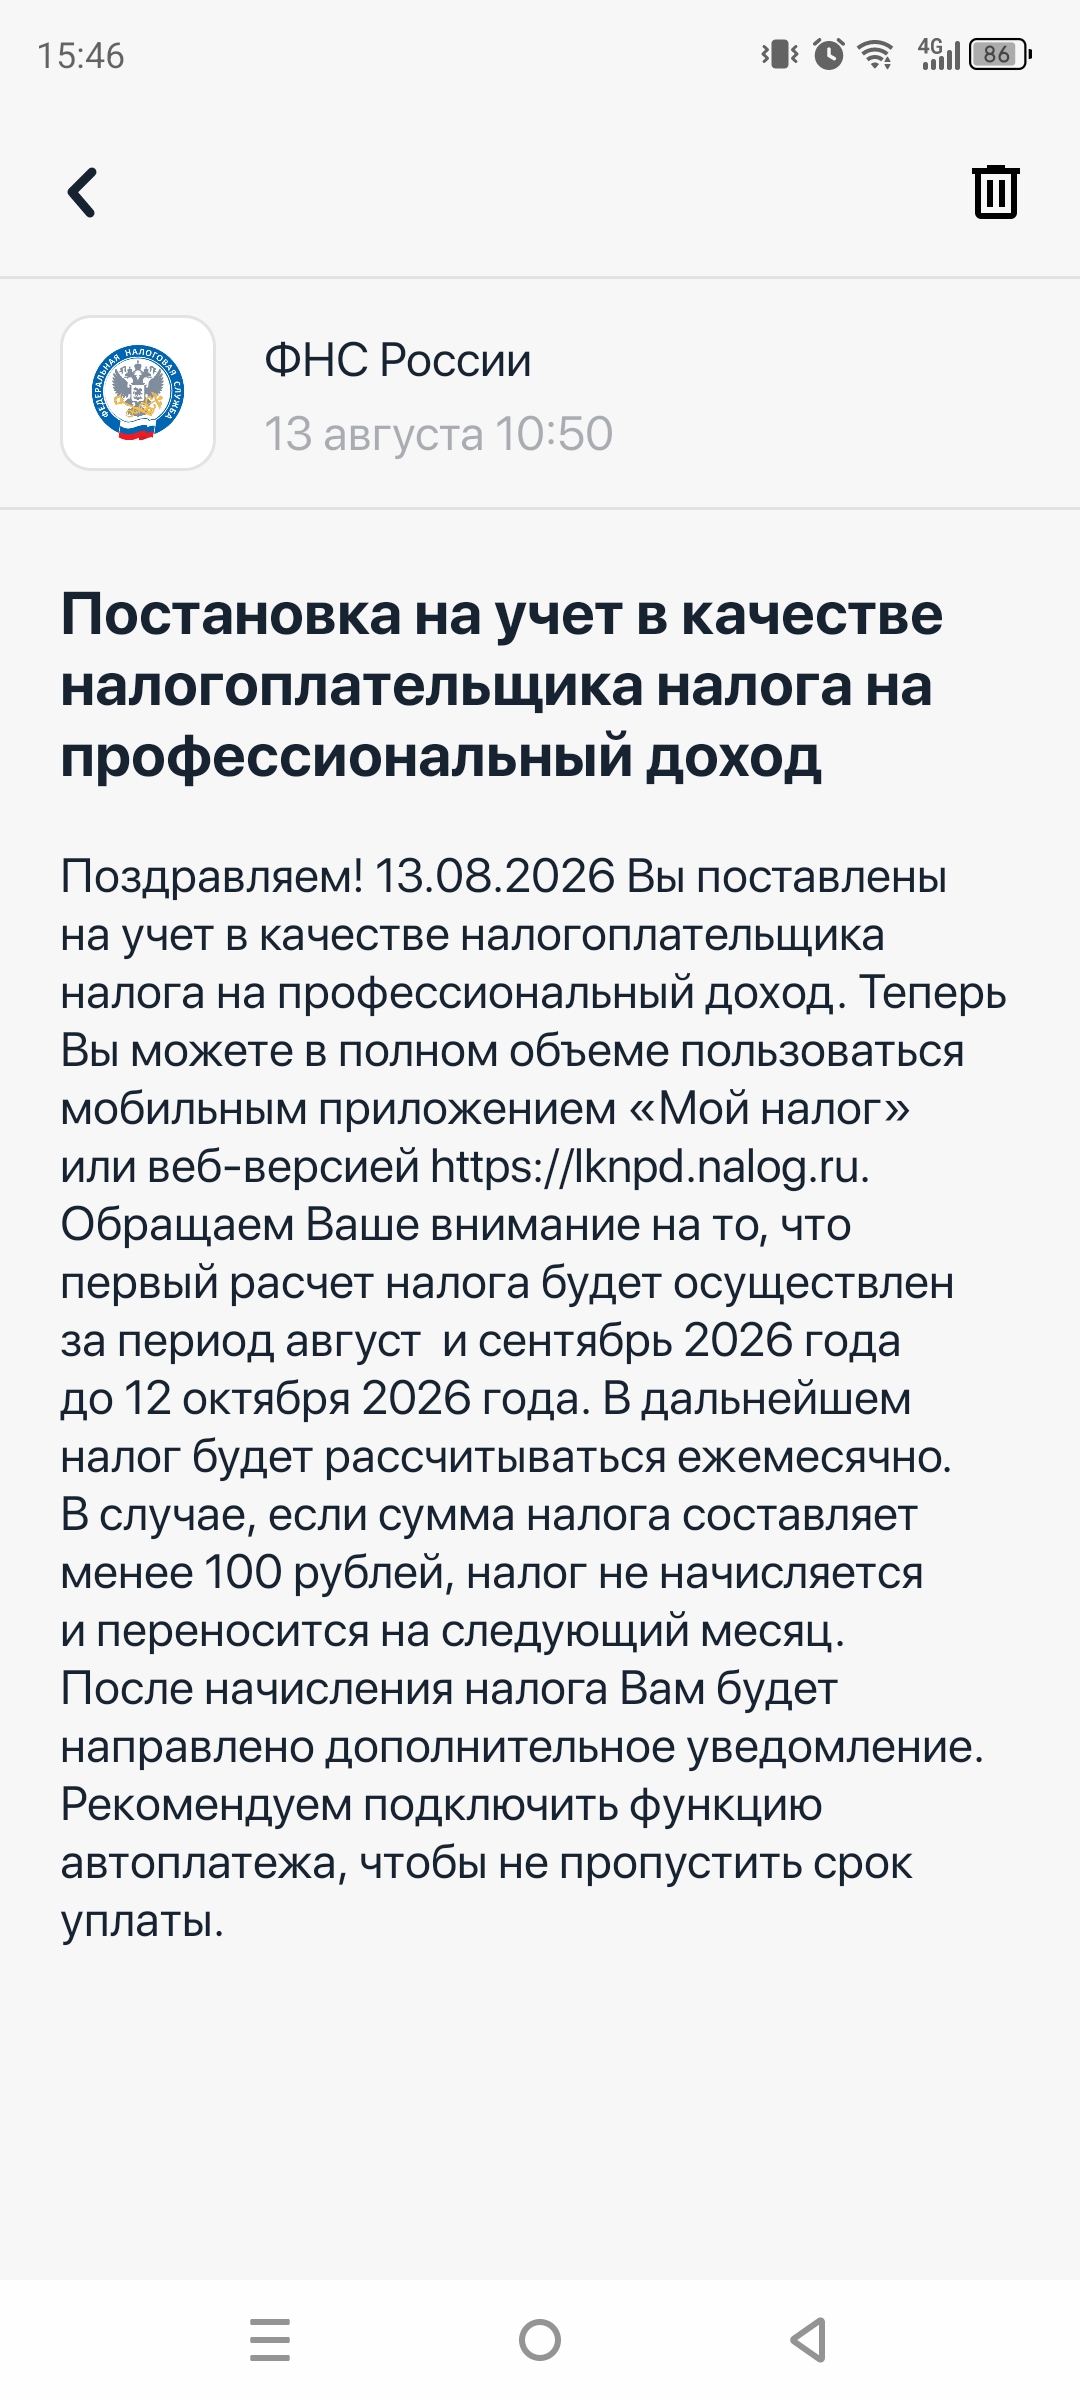 15:46
4G
86
ФЕДЕРАЛЬНАЯ НАЛОГОВАЯ СЛУЖБА
ФНС России
13 августа 10:50
Постановка на учет в качестве
налогоплательщика налога на
профессиональный доход
Поздравляем! 13.08.2026 Вы поставлены
на учет в качестве налогоплательщика
налога на профессиональный доход. Теперь
Вы можете в полном объеме пользоваться
мобильным приложением «Мой налог»
или веб-версией https://lknpd.nalog.ru.
Обращаем Ваше внимание на то, что
первый расчет налога будет осуществлен
за период август  и сентябрь 2026 года
до 12 октября 2026 года. В дальнейшем
налог будет рассчитываться ежемесячно.
В случае, если сумма налога составляет
менее 100 рублей, налог не начисляется
и переносится на следующий месяц.
После начисления налога Вам будет
направлено дополнительное уведомление.
Рекомендуем подключить функцию
автоплатежа, чтобы не пропустить срок
уплаты.